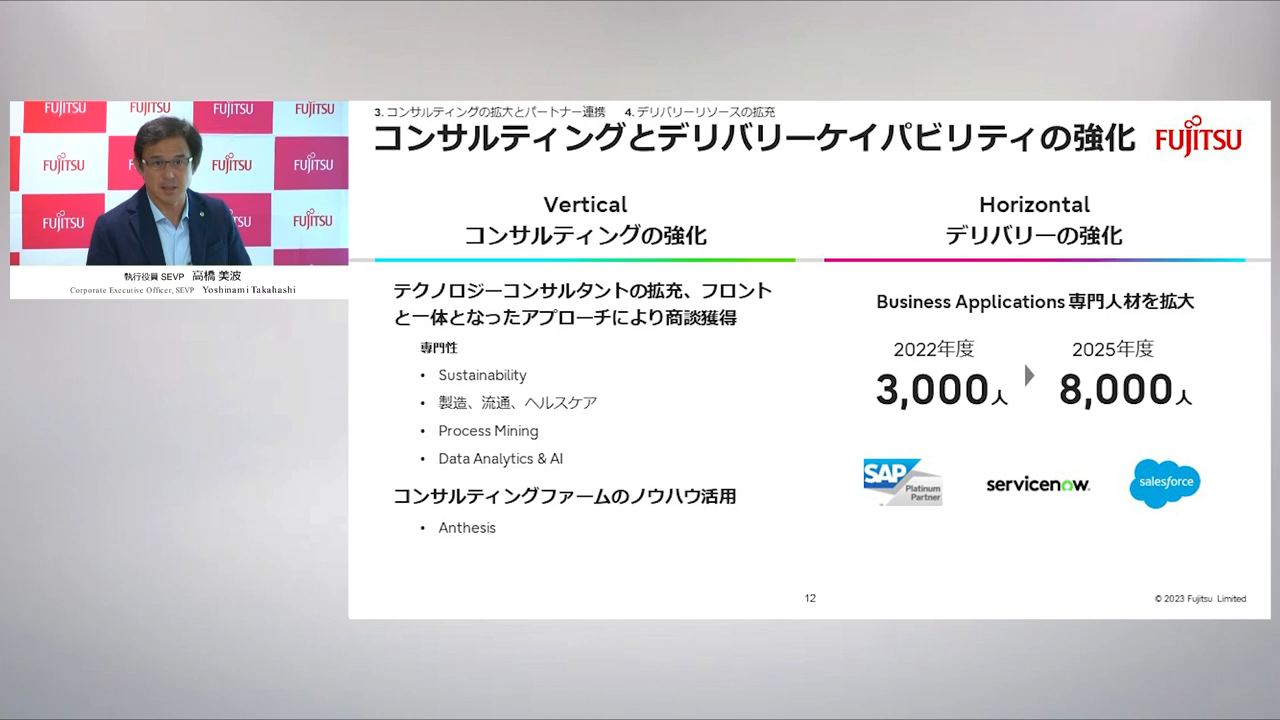 FUJITSU FUJITSU FUJITSU FUJITSU
FUJITSU FUJITSU FUJITSU
FUJITSU FUJITSU
執行役員 SEVP 高橋 美波
Corporate Executive Officer, SEVP Yoshinami Takahashi
3. コンサルティングの拡大とパートナー連携 4. デリバリーリソースの拡充
コンサルティングとデリバリーケイパビリティの強化
FUJITSU
Vertical
コンサルティングの強化
テクノロジーコンサルタントの拡充、フロント
と一体となったアプローチにより商談獲得
専門性
• Sustainability
• 製造、流通、ヘルスケア
• Process Mining
• Data Analytics & AI
コンサルティングファームのノウハウ活用
• Anthesis
Horizontal
デリバリーの強化
Business Applications 専門人材を拡大
2022年度 2025年度
3,000人 8,000人
SAP Platinum Partner
servicenow.
salesforce
12
© 2023 Fujitsu Limited